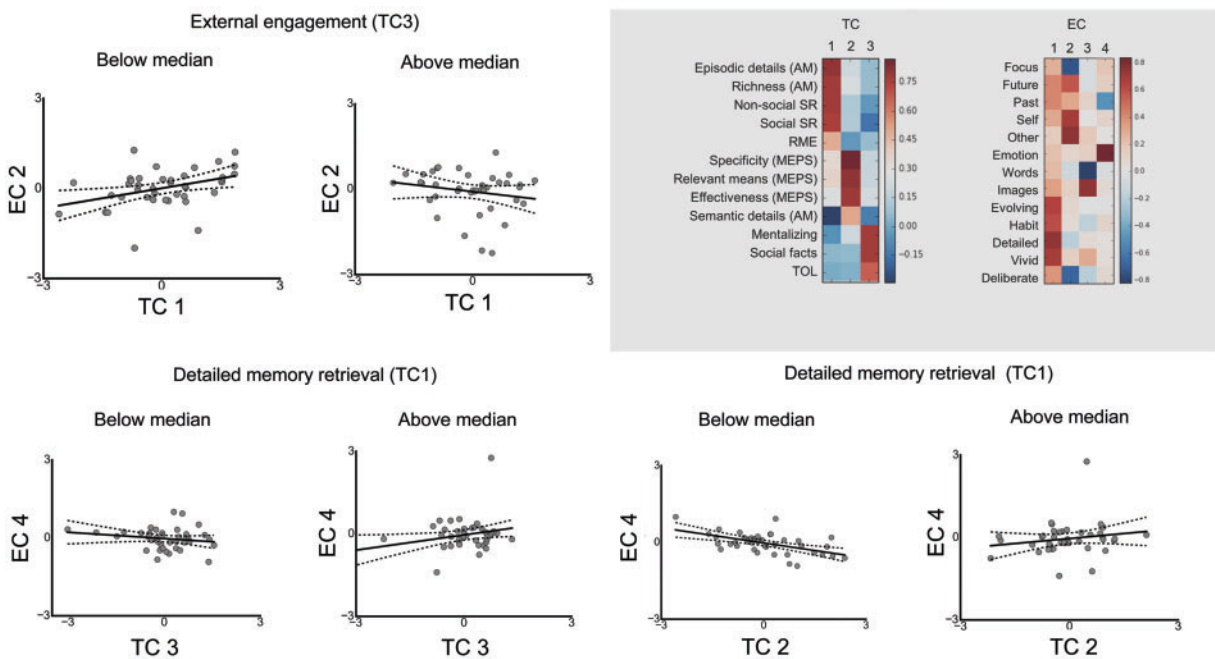 External engagement (TC3)
Below median
Above median
3
EC 2
0
−3
−3
0
3
TC 1
3
EC 2
0
−3
−3
0
3
TC 1
TC
1 2 3
Episodic details (AM)
Richness (AM)
Non-social SR
Social SR
RME
Specificity (MEPS)
Relevant means (MEPS)
Effectiveness (MEPS)
Semantic details (AM)
Mentalizing
Social facts
TOL
0.75
0.60
0.45
0.30
0.15
0.00
−0.15
EC
1 2 3 4
Focus
Future
Past
Self
Other
Emotion
Words
Images
Evolving
Habit
Detailed
Vivid
Deliberate
0.8
0.6
0.4
0.2
0.0
−0.2
−0.4
−0.6
−0.8
Detailed memory retrieval (TC1)
Below median
Above median
3
EC 4
0
−3
−3
0
3
TC 3
3
EC 4
0
−3
−3
0
3
TC 3
Detailed memory retrieval (TC1)
Below median
Above median
3
EC 4
0
−3
−3
0
3
TC 2
3
EC 4
0
−3
−3
0
3
TC 2